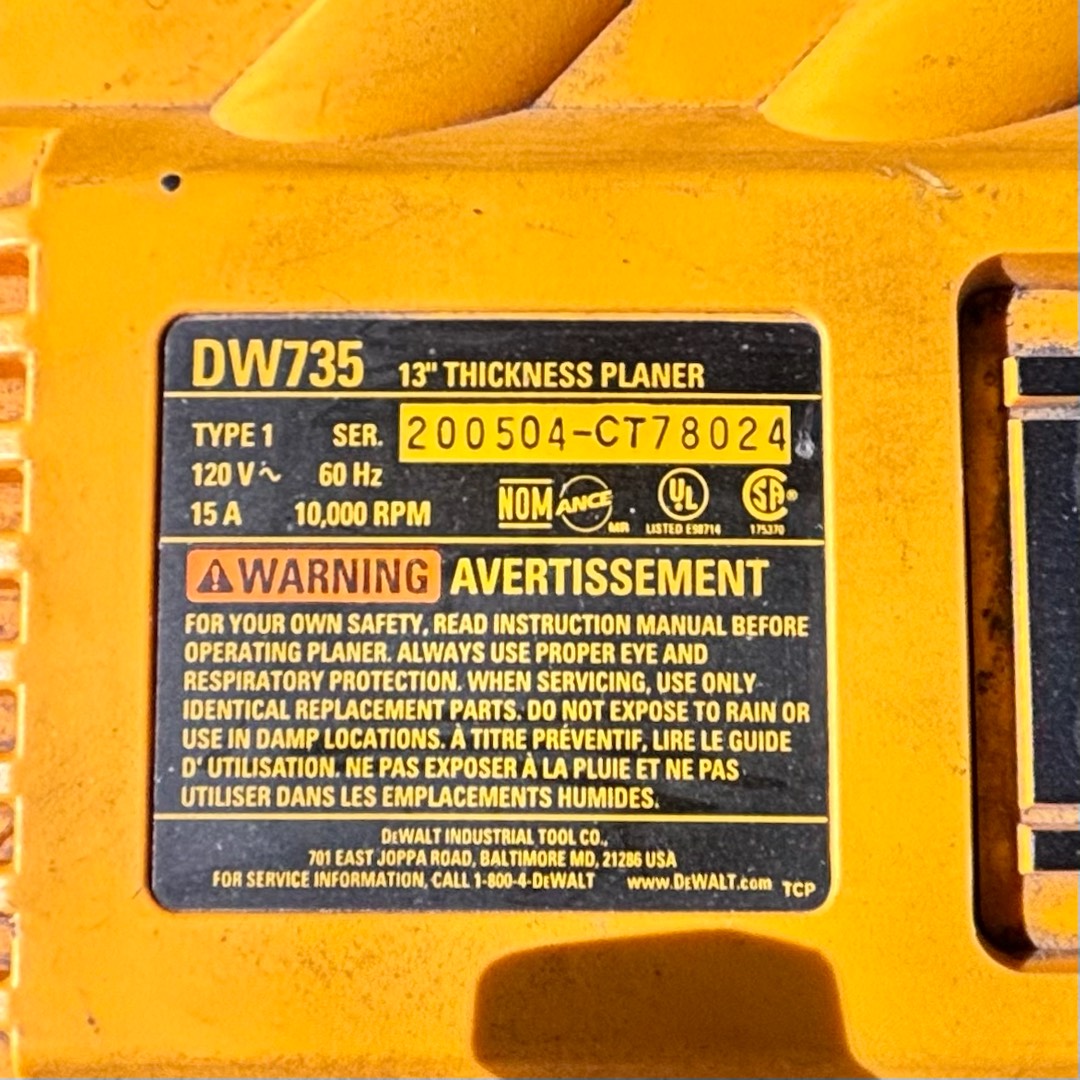 DW735 13" THICKNESS PLANER
TYPE 1 SER. 200504-CT78024
120 V~ 60 Hz
15 A 10,000 RPM
NOM ANCE MR
UL LISTED E98714
SA® 175370
⚠WARNING AVERTISSEMENT
FOR YOUR OWN SAFETY, READ INSTRUCTION MANUAL BEFORE
OPERATING PLANER. ALWAYS USE PROPER EYE AND
RESPIRATORY PROTECTION. WHEN SERVICING, USE ONLY
IDENTICAL REPLACEMENT PARTS. DO NOT EXPOSE TO RAIN OR
USE IN DAMP LOCATIONS. À TITRE PRÉVENTIF, LIRE LE GUIDE
D' UTILISATION. NE PAS EXPOSER À LA PLUIE ET NE PAS
UTILISER DANS LES EMPLACEMENTS HUMIDES.
DEWALT INDUSTRIAL TOOL CO.,
701 EAST JOPPA ROAD, BALTIMORE MD, 21286 USA
FOR SERVICE INFORMATION, CALL 1-800-4-DEWALT www.DEWALT.com TCP